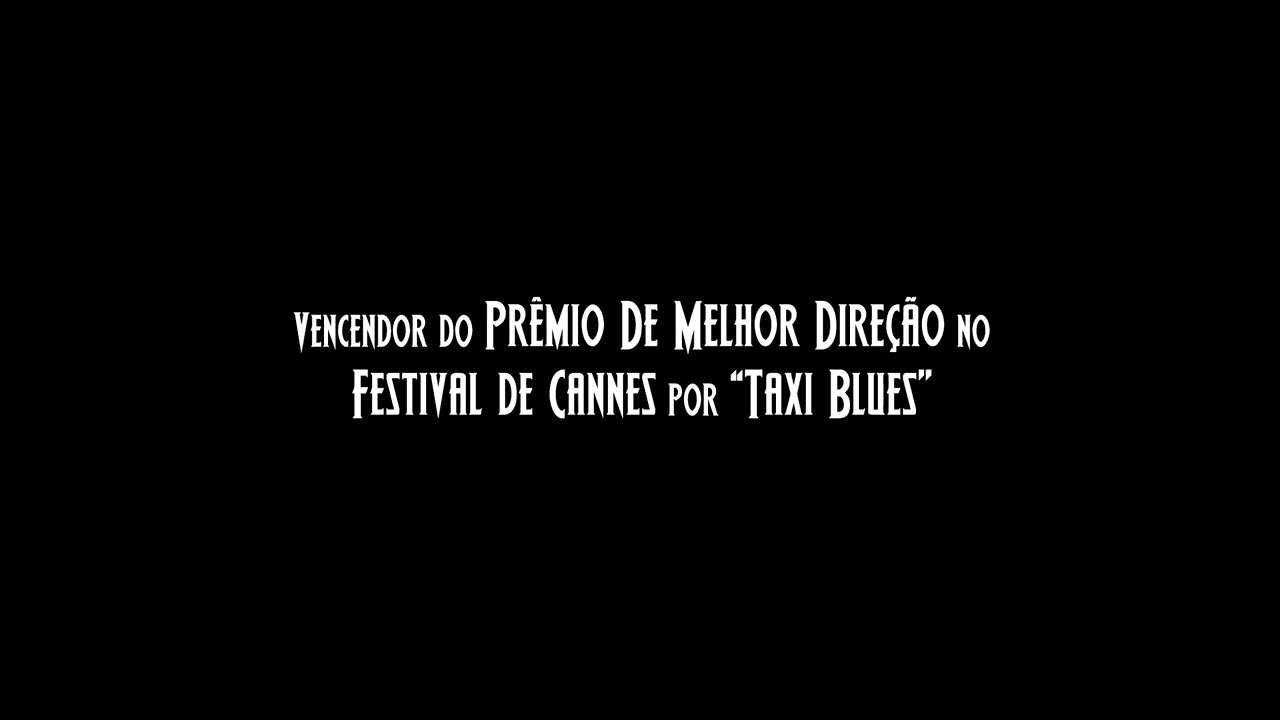 Vencendor do Prêmio De Melhor Direção no
Festival de Cannes por “Taxi Blues”